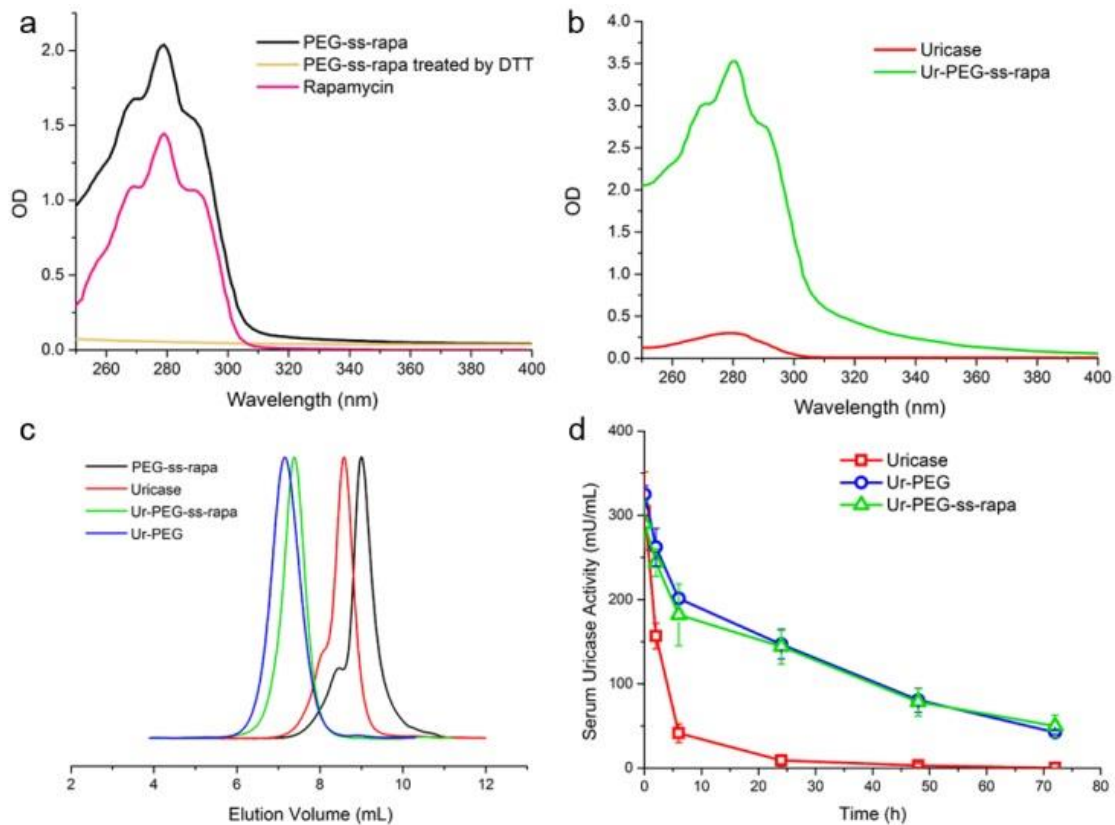 a
PEG-ss-rapa
PEG-ss-rapa treated by DTT
Rapamycin
2.0
1.5
1.0
0.5
0.0
OD
260 280 300 320 340 360 380 400
Wavelength (nm)
b
Uricase
Ur-PEG-ss-rapa
4.0
3.5
3.0
2.5
2.0
1.5
1.0
0.5
0.0
OD
260 280 300 320 340 360 380 400
Wavelength (nm)
c
PEG-ss-rapa
Uricase
Ur-PEG-ss-rapa
Ur-PEG
2 4 6 8 10 12
Elution Volume (mL)
d
Uricase
Ur-PEG
Ur-PEG-ss-rapa
400
300
200
100
0
Serum Uricase Activity (mU/mL)
0 10 20 30 40 50 60 70 80
Time (h)